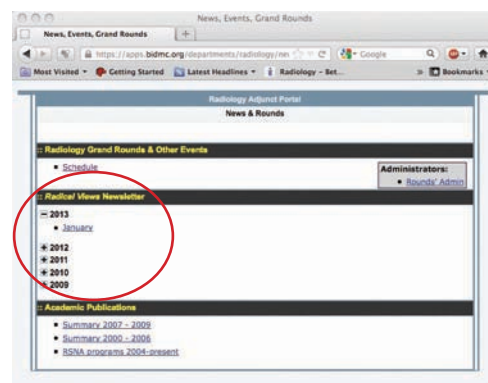 News, Events, Grand Rounds
News, Events, Grand Rounds
https://apps.bidmc.org/departments/radiology/
Google
Most Visited
Getting Started
Latest Headlines
Radiology – Bet...
Bookmarks
Radiology Adjunct Portal
News & Rounds
:: Radiology Grand Rounds & Other Events
Schedule
Administrators:
Rounds' Admin
:: Radical Views Newsletter
2013
January
2012
2011
2010
2009
:: Academic Publications
Summary 2007 - 2009
Summary 2000 - 2006
RSNA programs 2004-present